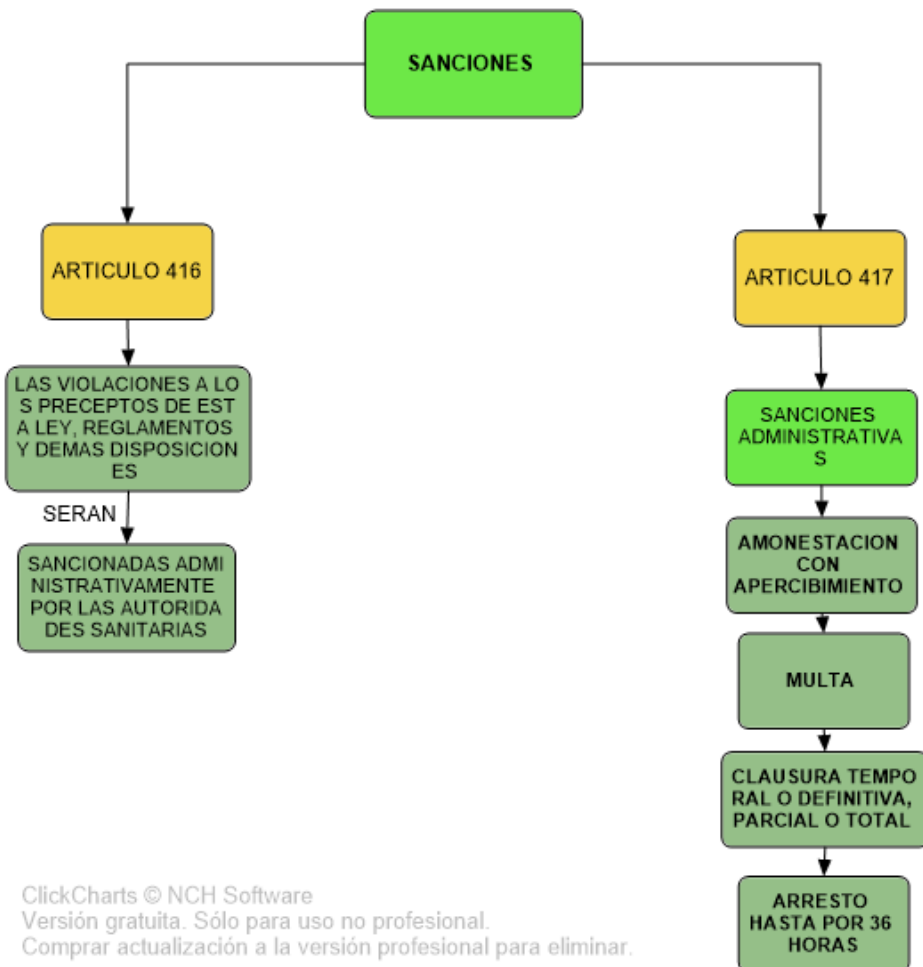 SANCIONES
ARTICULO 416
LAS VIOLACIONES A LO
S PRECEPTOS DE EST
A LEY, REGLAMENTOS
Y DEMAS DISPOSICION
ES
SERAN
SANCIONADAS ADMI
NISTRATIVAMENTE
POR LAS AUTORIDA
DES SANITARIAS
ARTICULO 417
SANCIONES
ADMINISTRATIVA
S
AMONESTACION
CON
APERCIBIMIENTO
MULTA
CLAUSURA TEMPO
RAL O DEFINITIVA,
PARCIAL O TOTAL
ARRESTO
HASTA POR 36
HORAS
ClickCharts © NCH Software
Versión gratuita. Sólo para uso no profesional.
Comprar actualización a la versión profesional para eliminar.